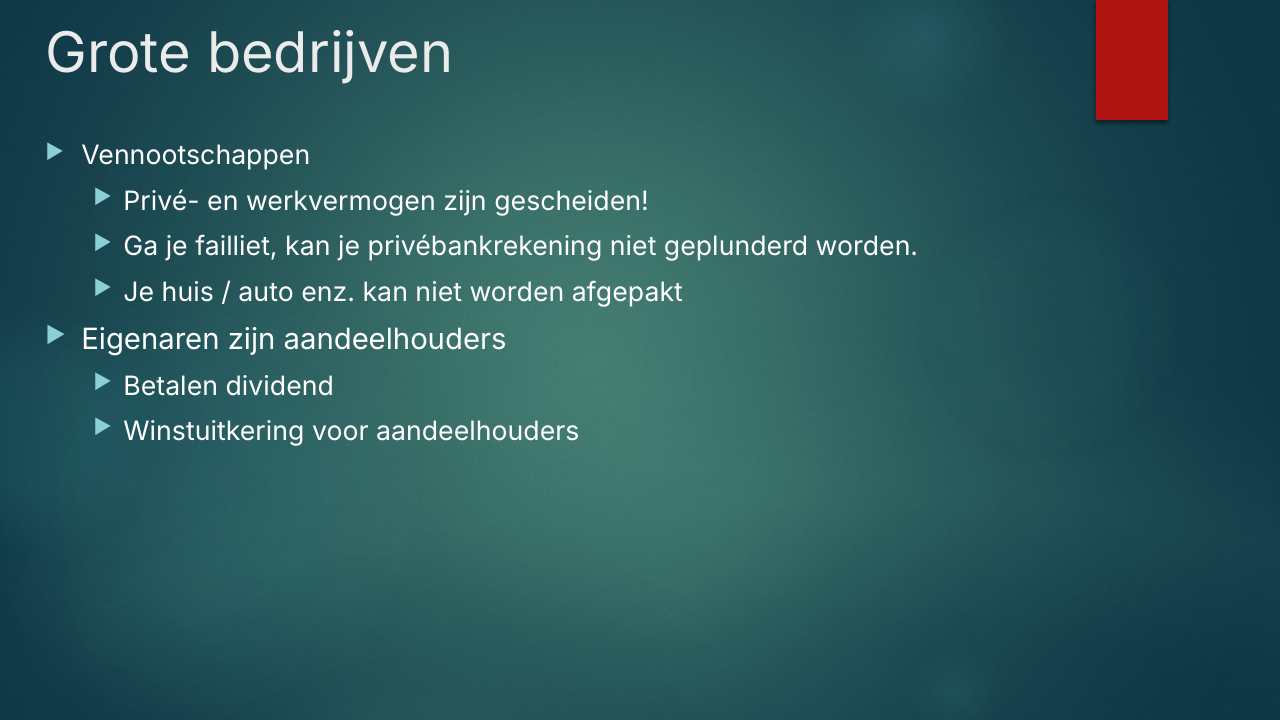 Grote bedrijven
Vennootschappen
Privé- en werkvermogen zijn gescheiden!
Ga je failliet, kan je privébankrekening niet geplunderd worden.
Je huis / auto enz. kan niet worden afgepakt
Eigenaren zijn aandeelhouders
Betalen dividend
Winstuitkering voor aandeelhouders